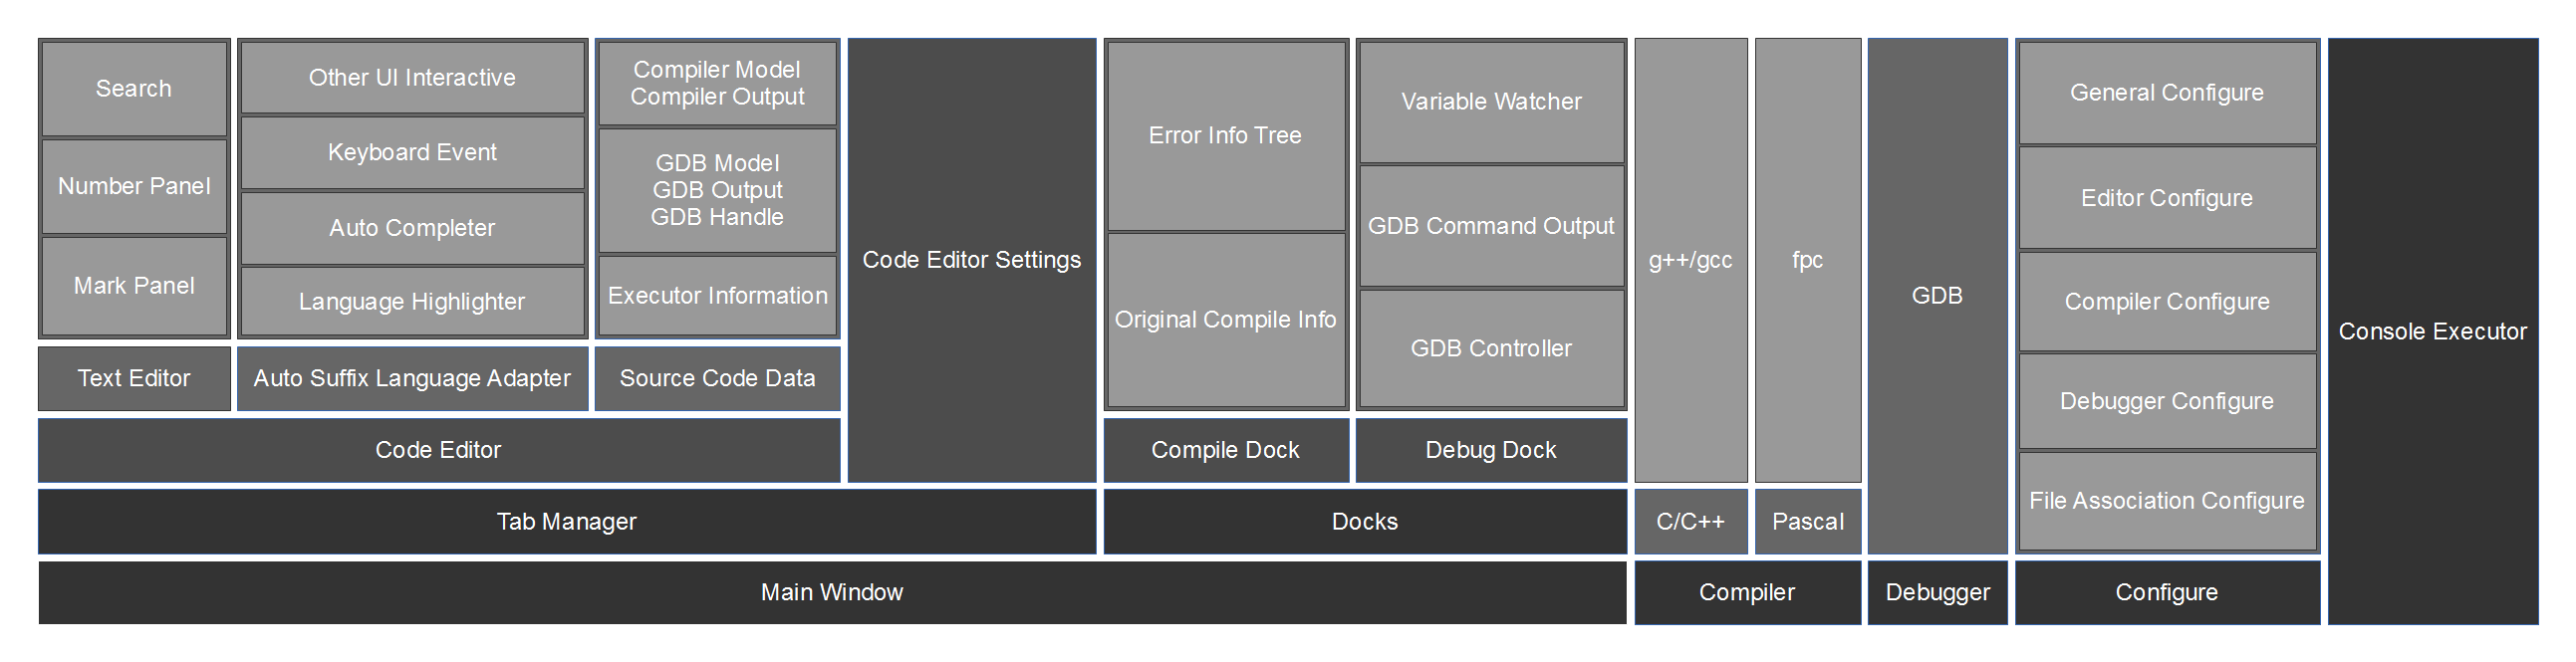 Search
Number Panel
Mark Panel
Text Editor
Other UI Interactive
Keyboard Event
Auto Completer
Language Highlighter
Auto Suffix Language Adapter
Compiler Model
Compiler Output
GDB Model
GDB Output
GDB Handle
Executor Information
Source Code Data
Code Editor
Code Editor Settings
Tab Manager
Error Info Tree
Original Compile Info
Compile Dock
Variable Watcher
GDB Command Output
GDB Controller
Debug Dock
Docks
Main Window
g++/gcc
C/C++
fpc
Pascal
Compiler
GDB
Debugger
General Configure
Editor Configure
Compiler Configure
Debugger Configure
File Association Configure
Configure
Console Executor